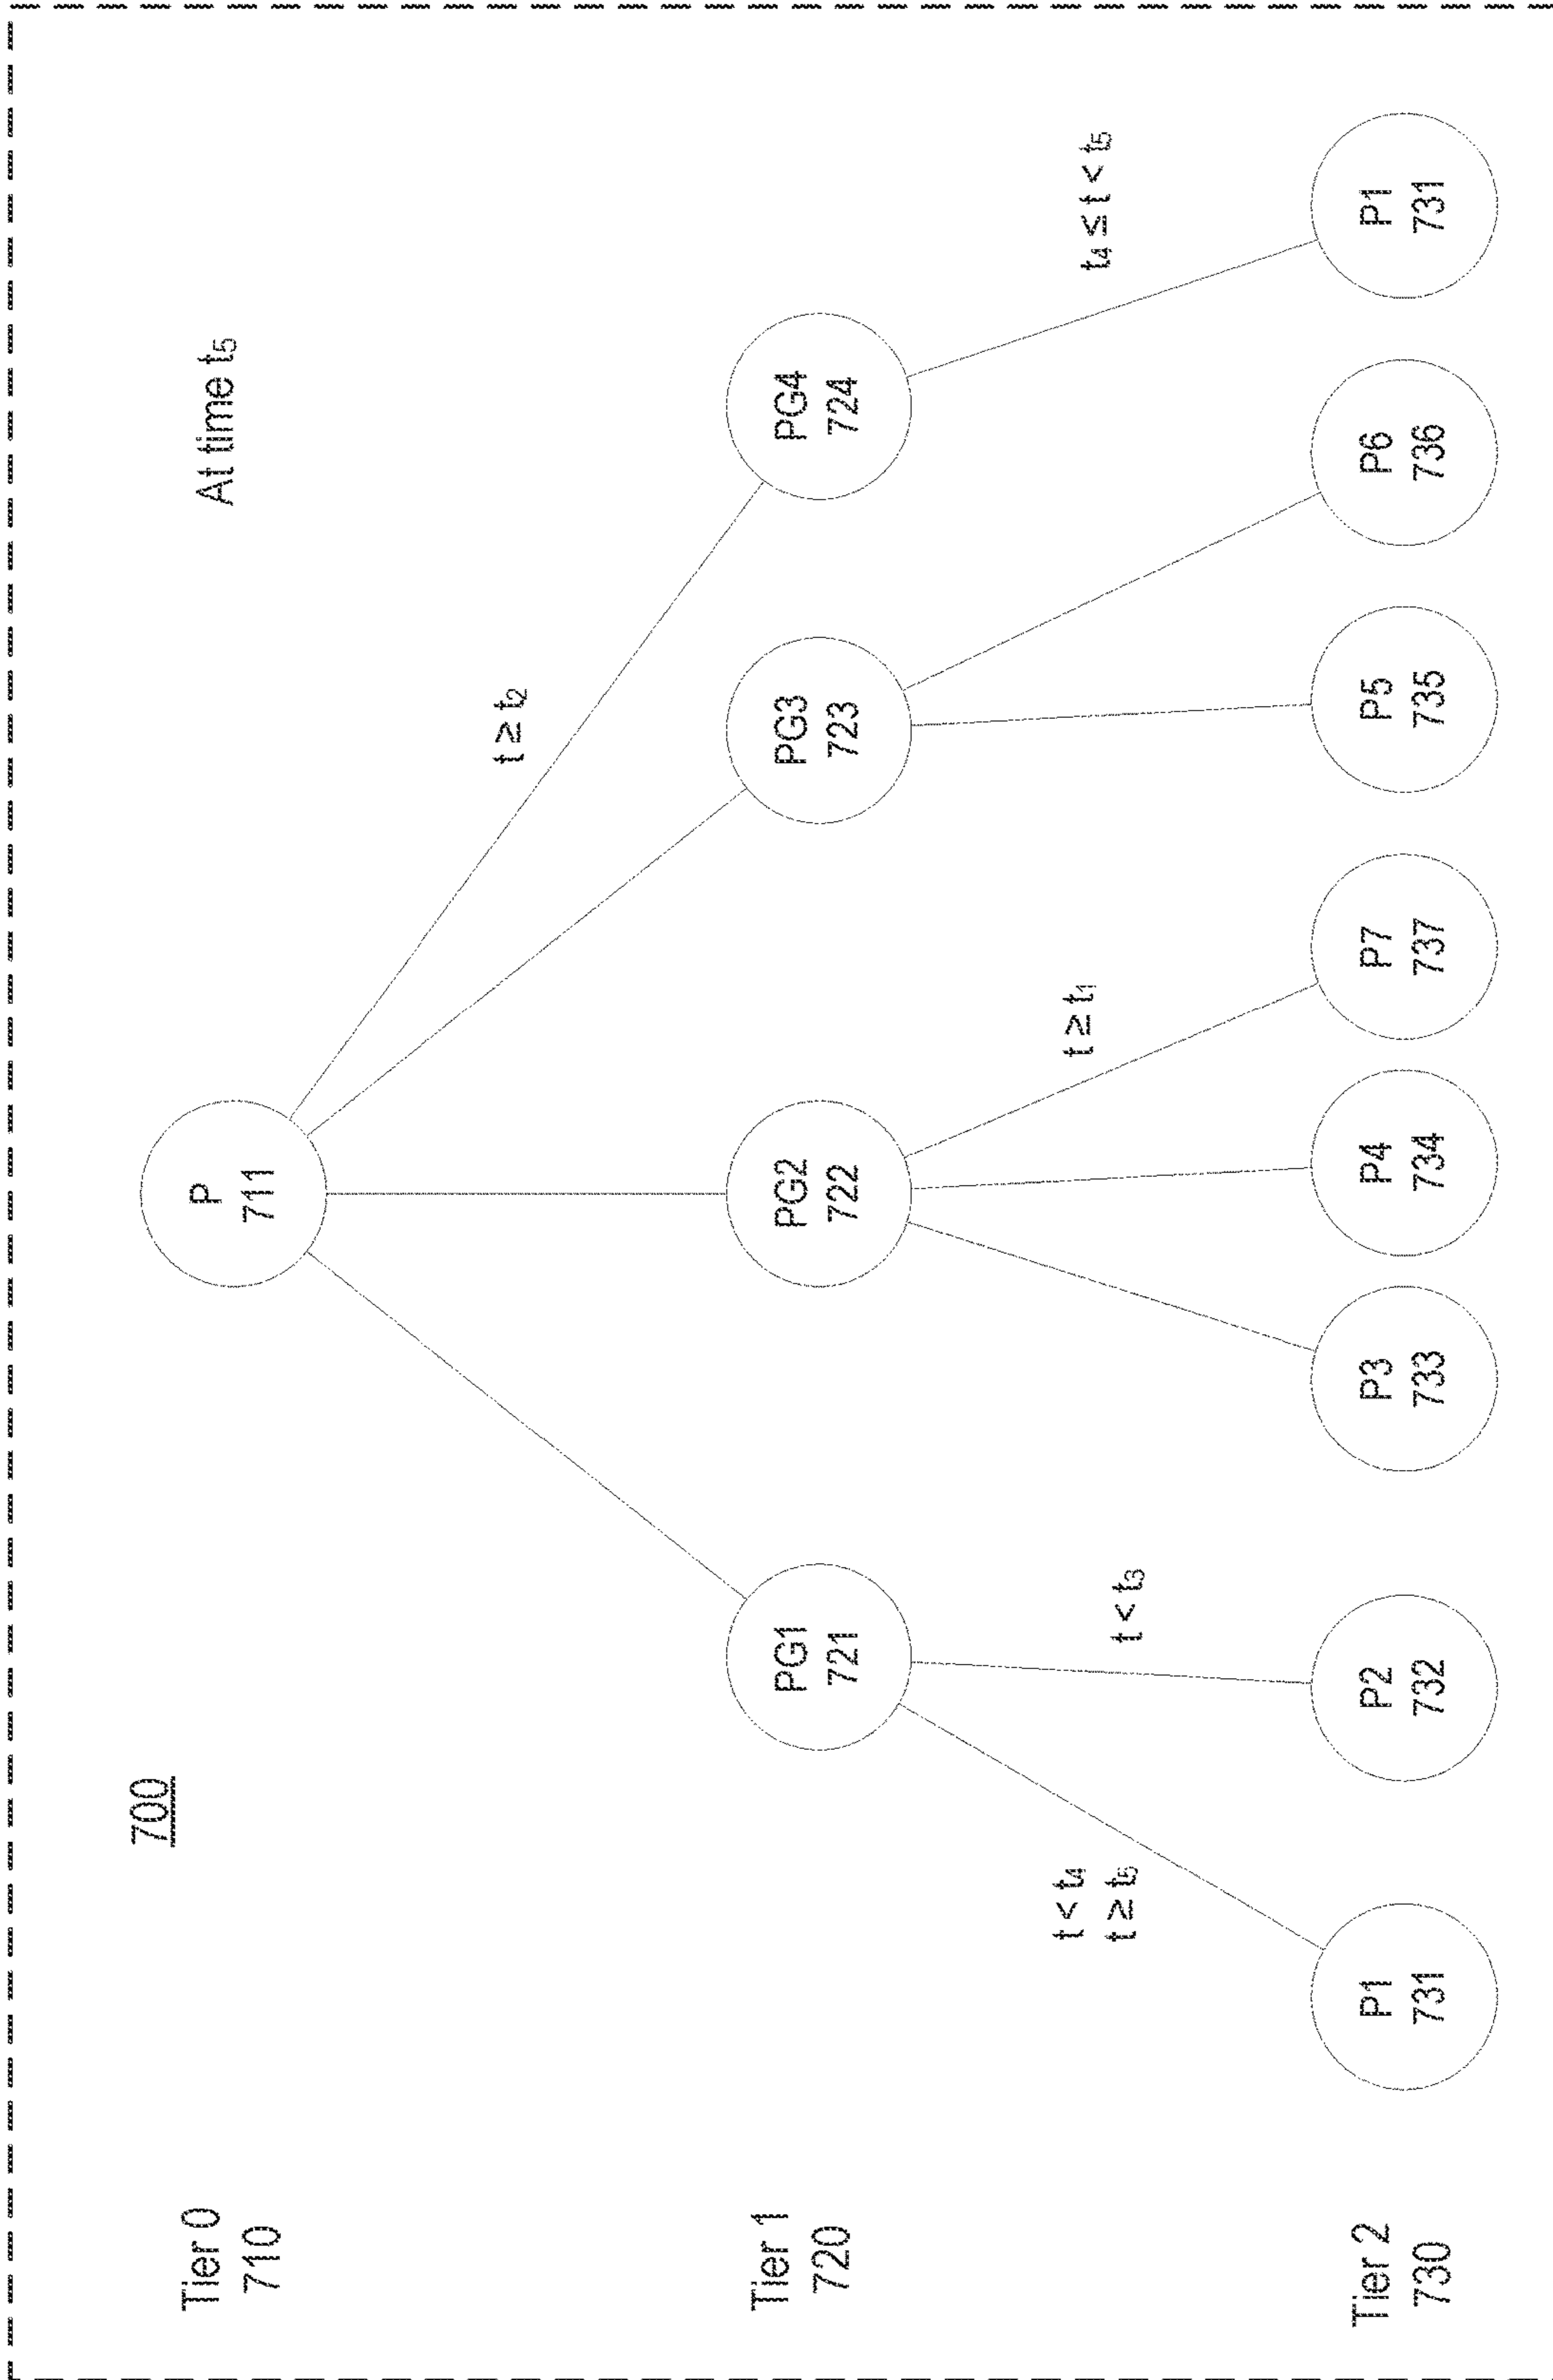 700
At time t5
Tier 0
710
P
711
t ≥ t2
Tier 1
720
PG1
721
PG2
722
PG3
723
PG4
724
t < t4
t ≥ t5
t < t3
t ≥ t1
t4 ≤ t < t5
Tier 2
730
P1
731
P2
732
P3
733
P4
734
P7
737
P5
735
P6
736
P1
731